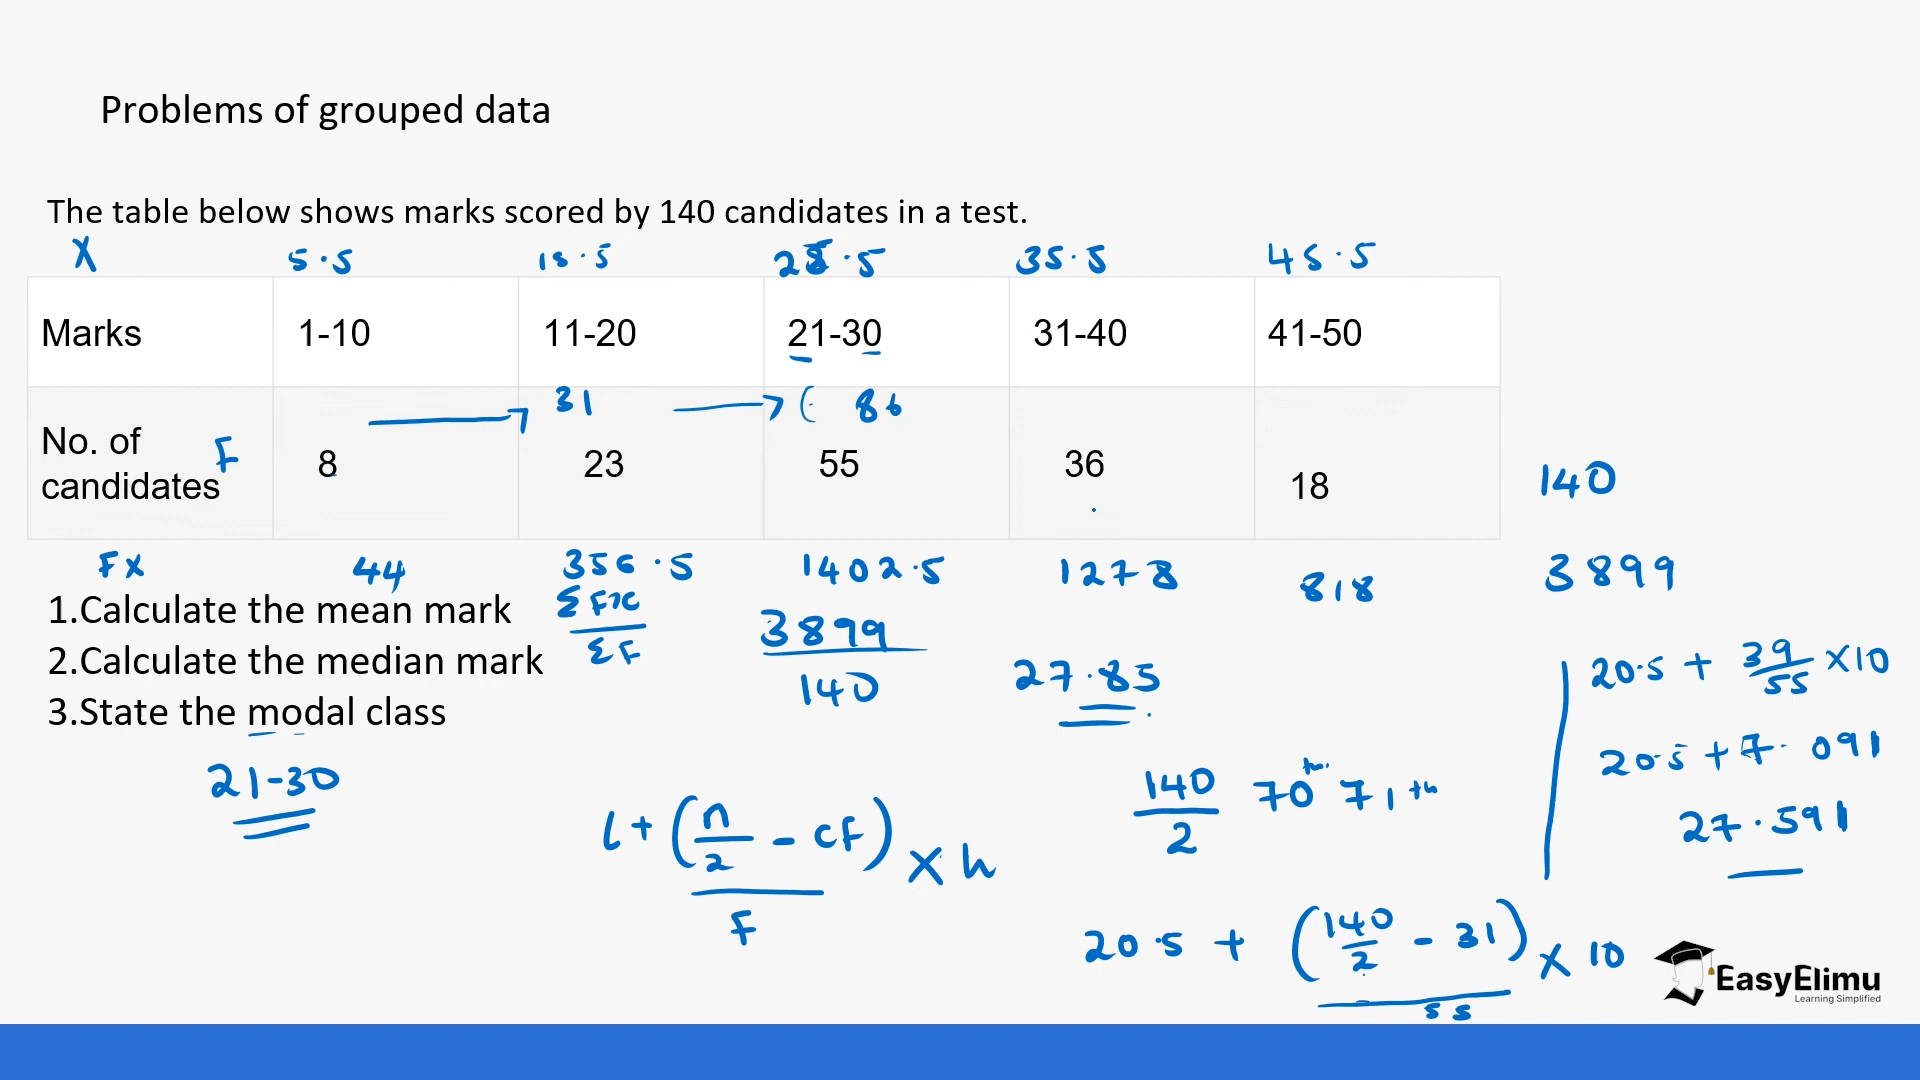 Problems of grouped data
The table below shows marks scored by 140 candidates in a test.
X 5.5 15.5 25.5 35.5 45.5
Marks 1-10 11-20 21-30 31-40 41-50
31 86
No. of candidates F 8 23 55 36 18 140
FX 44 356.5 1402.5 1278 818 3899
1.Calculate the mean mark
2.Calculate the median mark
3.State the modal class
21-30
Σfx
ΣF
3899
140
27.85
l + (n/2 - cf) x h
F
140/2 70th 71th
20.5 + (140/2 - 31) x 10
55
20.5 + 39/55 x10
20.5 + 7.091
27.591
EasyElimu
Learning Simplified